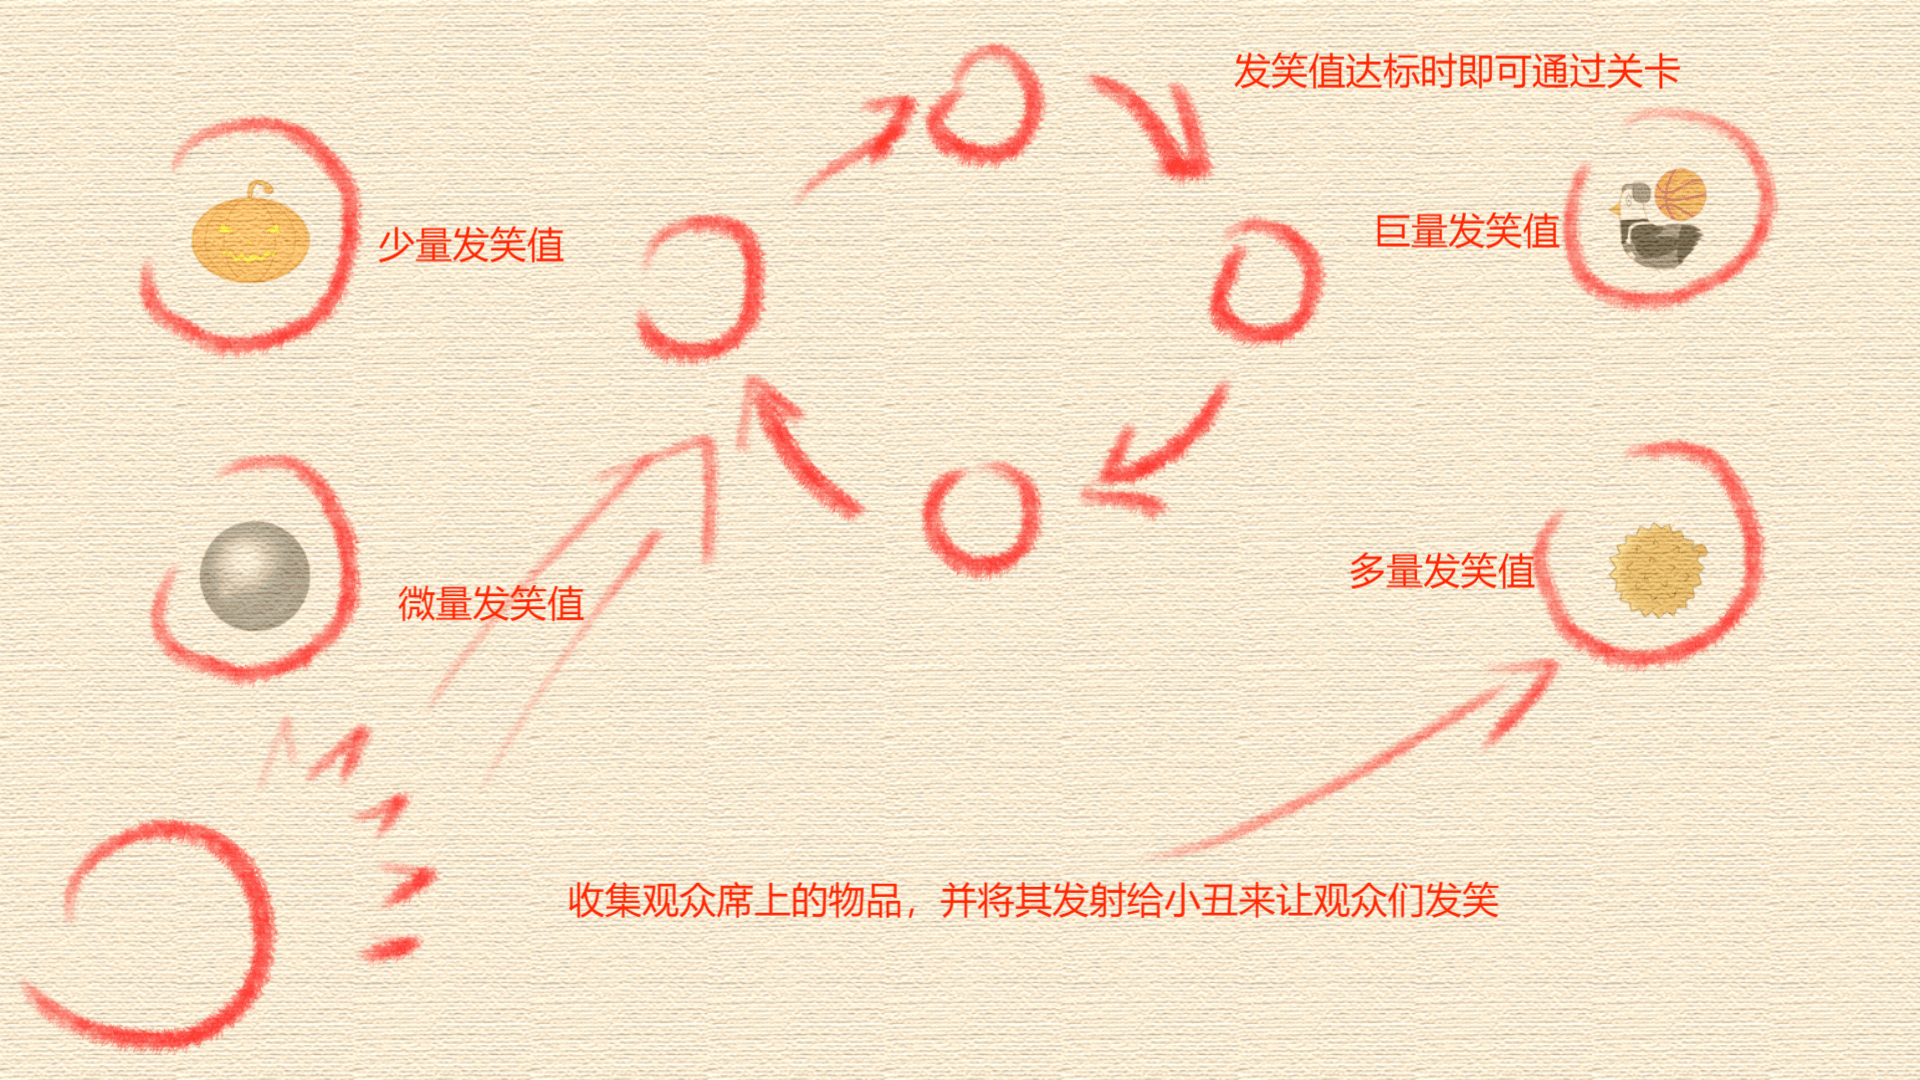 发笑值达标时即可通过关卡
少量发笑值
巨量发笑值
微量发笑值
多量发笑值
收集观众席上的物品，并将其发射给小丑来让观众们发笑